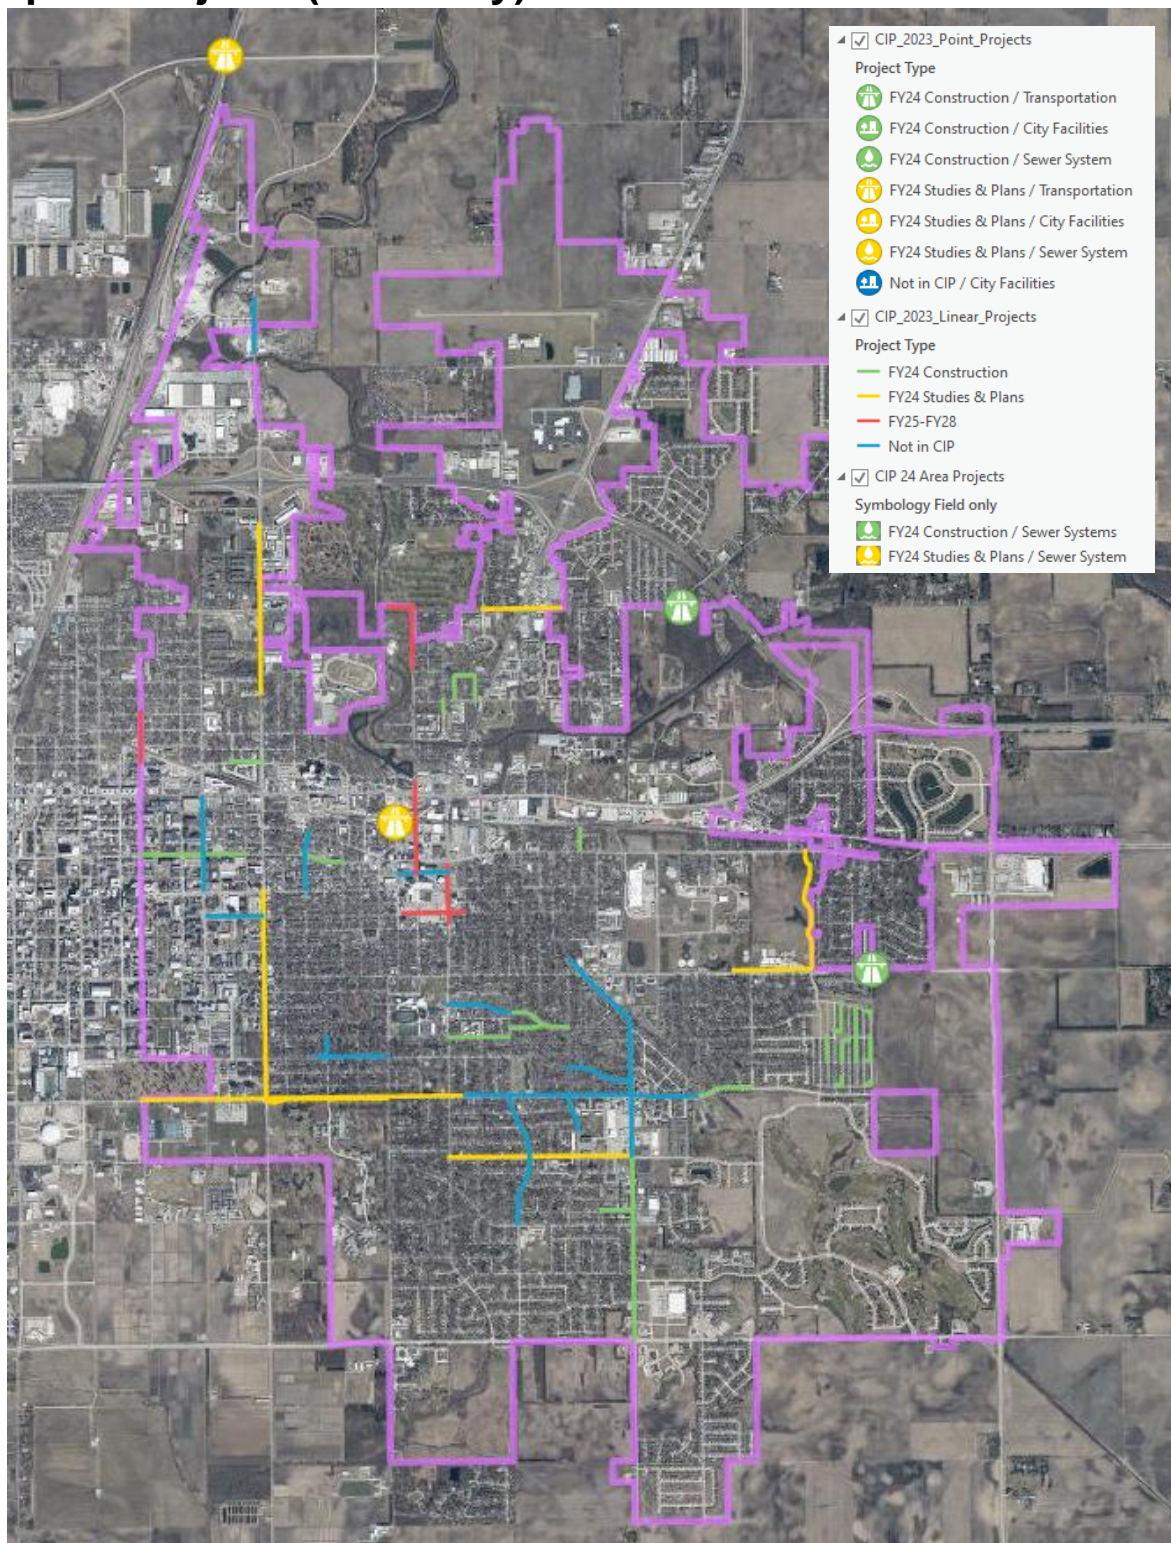 CIP_2023_Point_Projects
Project Type
FY24 Construction / Transportation
FY24 Construction / City Facilities
FY24 Construction / Sewer System
FY24 Studies & Plans / Transportation
FY24 Studies & Plans / City Facilities
FY24 Studies & Plans / Sewer System
Not in CIP / City Facilities
CIP_2023_Linear_Projects
Project Type
FY24 Construction
FY24 Studies & Plans
FY25-FY28
Not in CIP
CIP 24 Area Projects
Symbology Field only
FY24 Construction / Sewer Systems
FY24 Studies & Plans / Sewer System